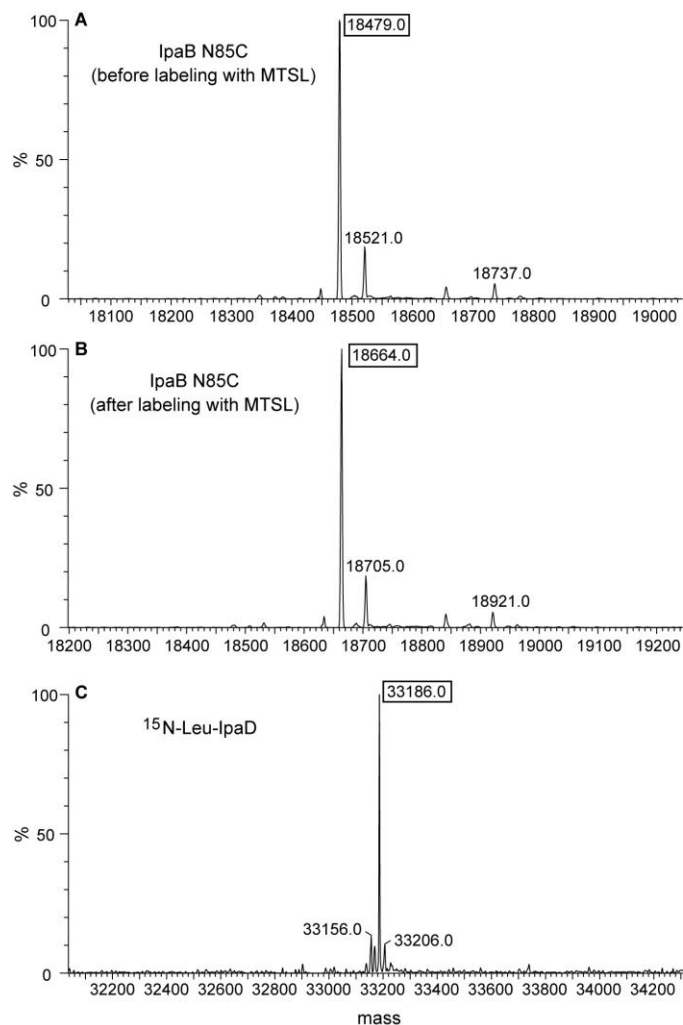 A
100
50
0
%
IpaB N85C
(before labeling with MTSL)
18479.0
18521.0
18737.0
18100 18200 18300 18400 18500 18600 18700 18800 18900 19000
B
100
50
0
%
IpaB N85C
(after labeling with MTSL)
18664.0
18705.0
18921.0
18200 18300 18400 18500 18600 18700 18800 18900 19000 19100 19200
C
100
50
0
%
¹⁵N-Leu-IpaD
33186.0
33156.0
33206.0
32200 32400 32600 32800 33000 33200 33400 33600 33800 34000 34200
mass